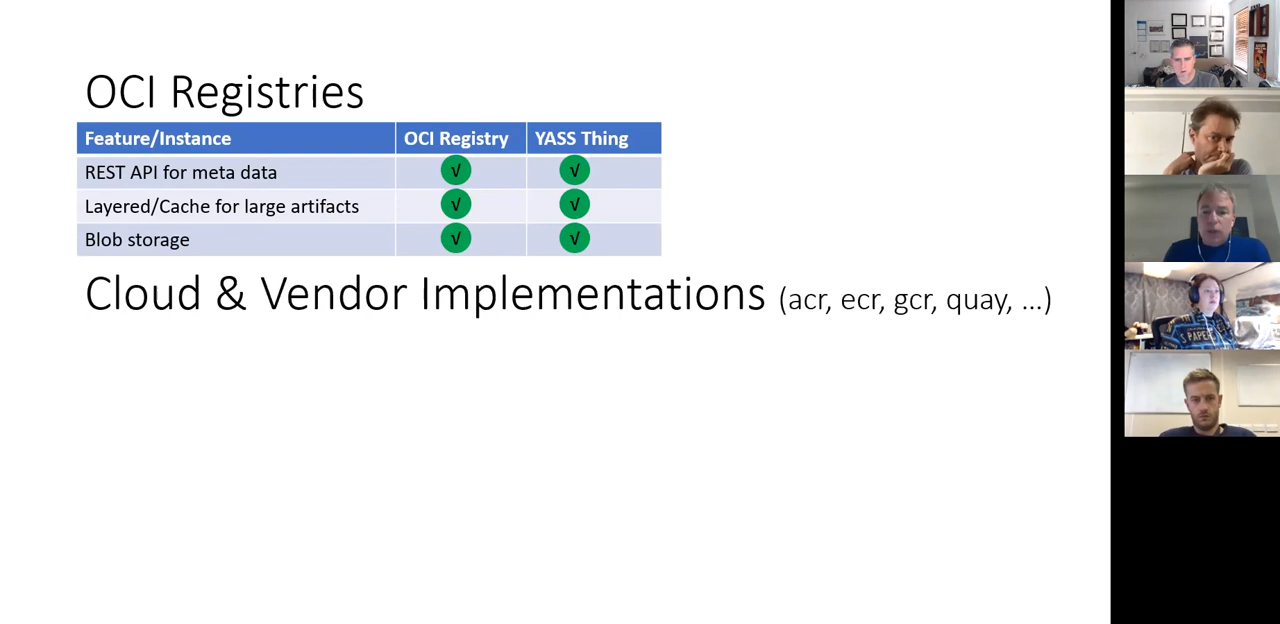 OCI Registries
Feature/Instance OCI Registry YASS Thing
REST API for meta data √ √
Layered/Cache for large artifacts √ √
Blob storage √ √
Cloud & Vendor Implementations (acr, ecr, gcr, quay, ...)